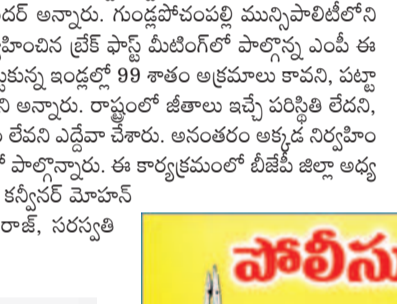 దర్ అన్నారు. గుండ్లపోచంపల్లి మున్సిపాలిటీలోని
హించిన బ్రేక్ ఫాస్ట్ మీటింగ్‌లో పాల్గొన్న ఎంపీ ఈ
ట్టుకున్న ఇండ్లల్లో 99 శాతం అక్రమాలు కావని, పట్టా
ని అన్నారు. రాష్ట్రంలో జీతాలు ఇచ్చే పరిస్థితి లేదని,
లేవని ఎద్దేవా చేశారు. అనంతరం అక్కడ నిర్వహిం
పాల్గొన్నారు. ఈ కార్యక్రమంలో బీజేపీ జిల్లా అధ్య
కన్వీనర్ మోహన్
రాజ్, సరస్వతి
పోలీసు